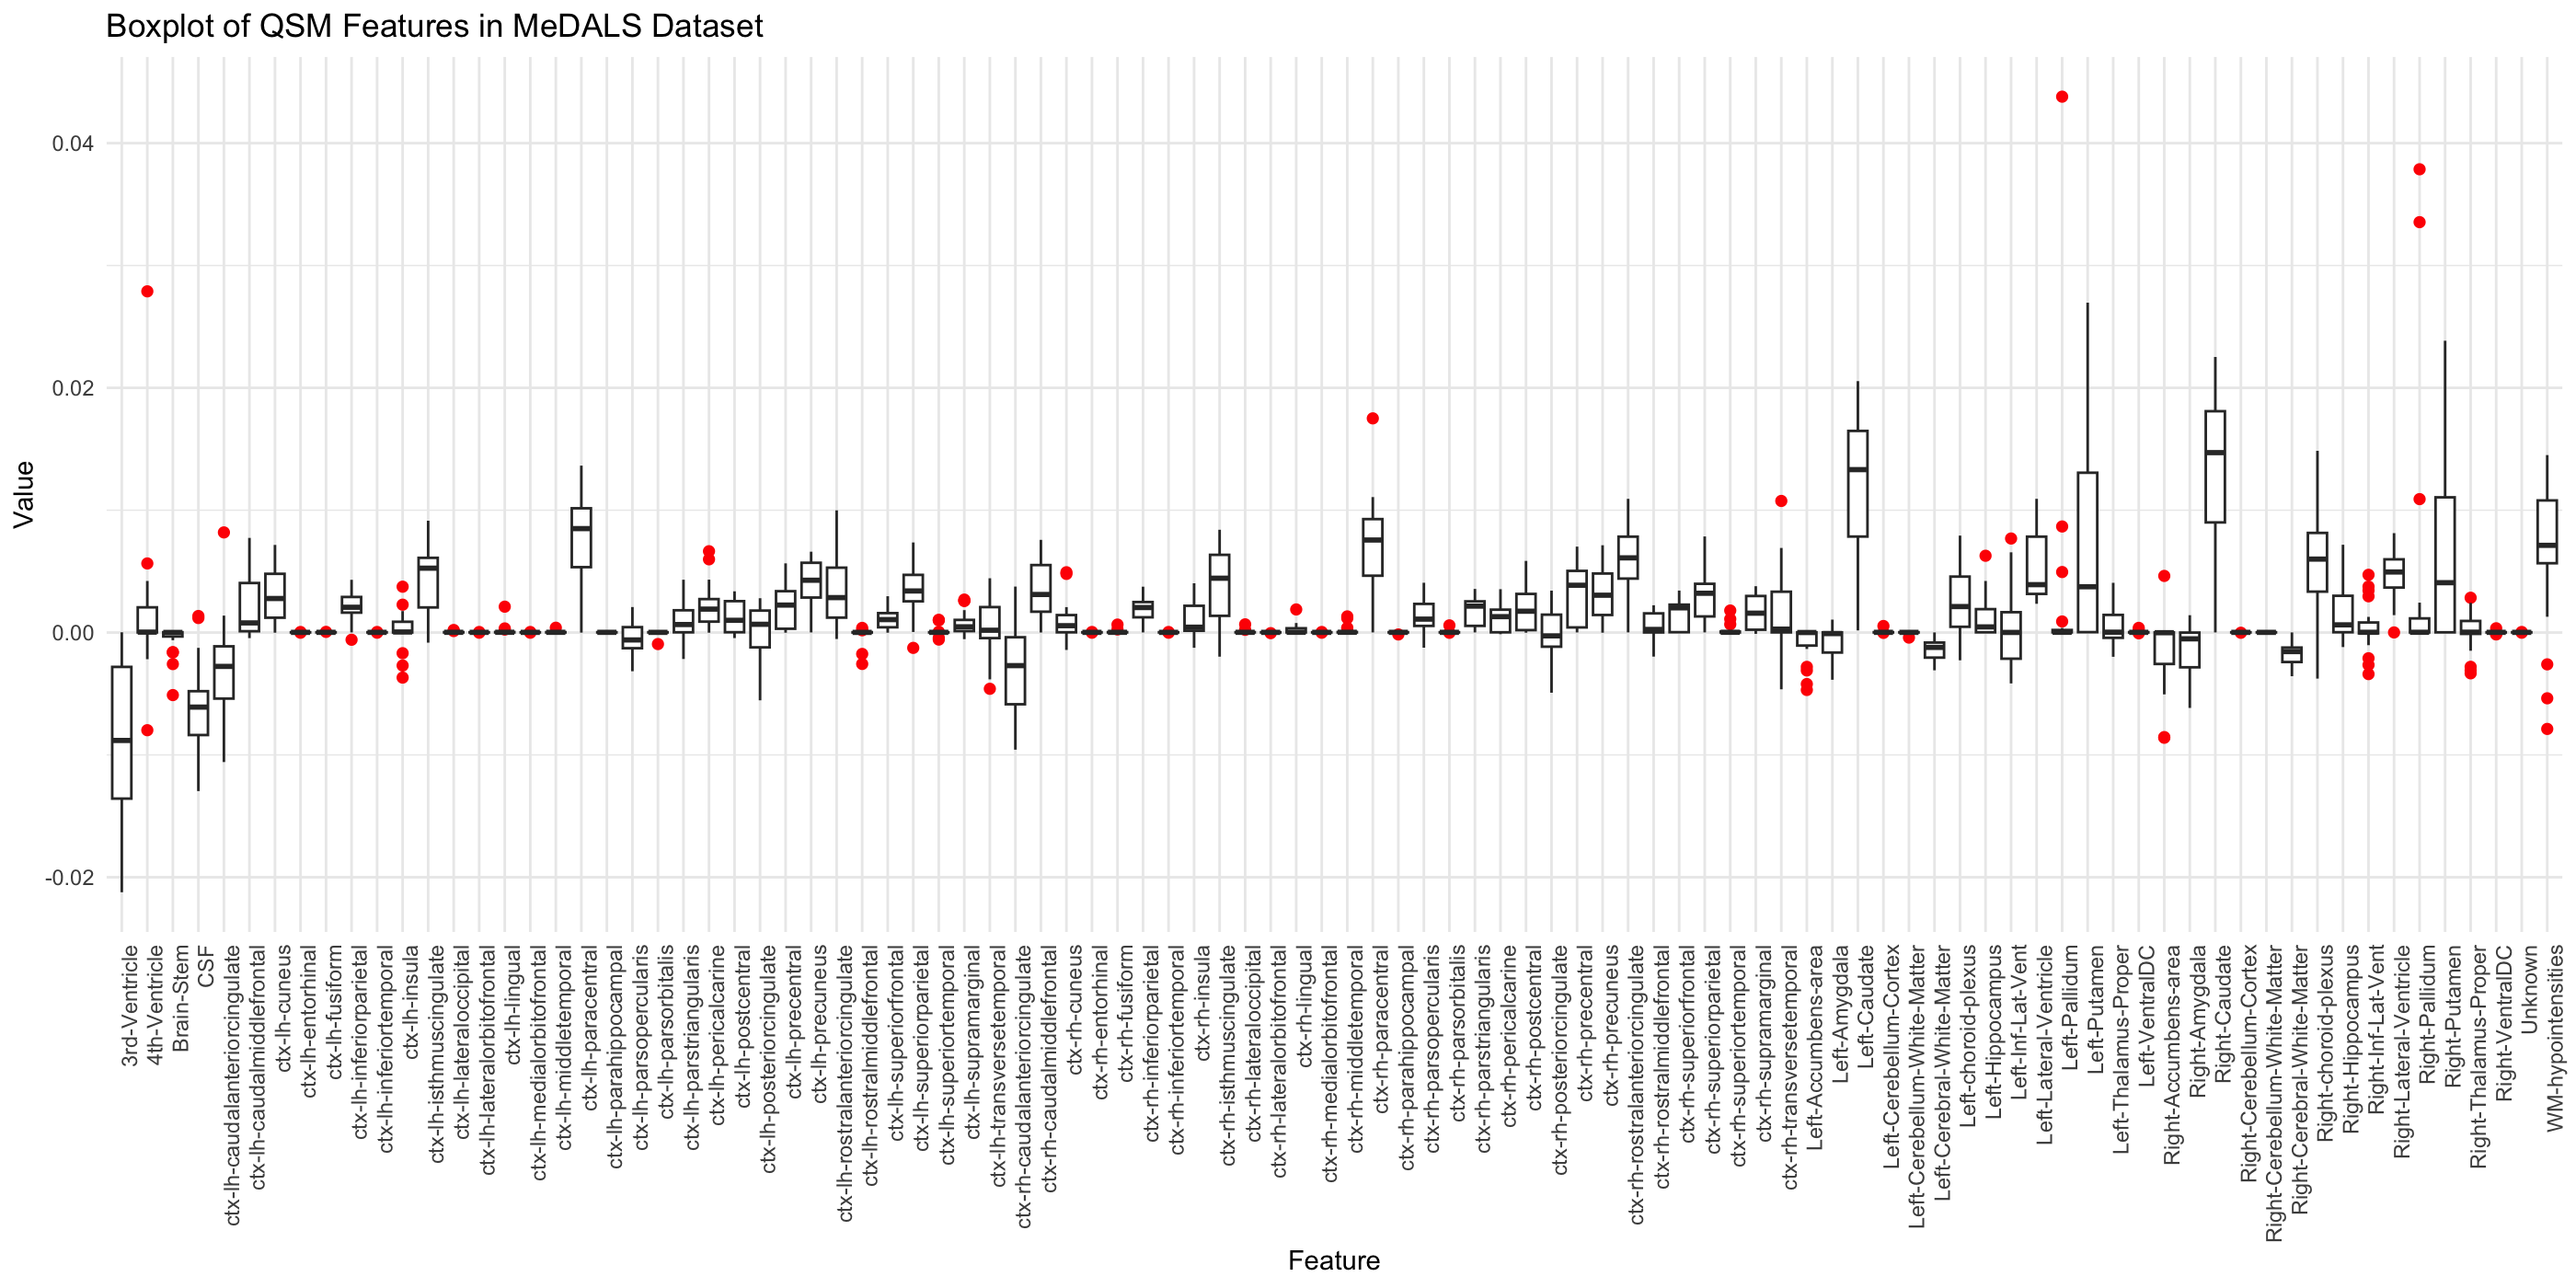 Boxplot of QSM Features in MeDALS Dataset
0.04
0.02
0.00
-0.02
Value
3rd-Ventricle
4th-Ventricle
Brain-Stem
CSF
ctx-lh-caudalanteriorcingulate
ctx-lh-caudalmiddlefrontal
ctx-lh-cuneus
ctx-lh-entorhinal
ctx-lh-fusiform
ctx-lh-inferiorparietal
ctx-lh-inferiortemporal
ctx-lh-insula
ctx-lh-isthmuscingulate
ctx-lh-lateraloccipital
ctx-lh-lateralorbitofrontal
ctx-lh-lingual
ctx-lh-medialorbitofrontal
ctx-lh-middletemporal
ctx-lh-paracentral
ctx-lh-parahippocampal
ctx-lh-parsopercularis
ctx-lh-parsorbitalis
ctx-lh-parstriangularis
ctx-lh-pericalcarine
ctx-lh-postcentral
ctx-lh-posteriorcingulate
ctx-lh-precentral
ctx-lh-precuneus
ctx-lh-rostralanteriorcingulate
ctx-lh-rostralmiddlefrontal
ctx-lh-superiorfrontal
ctx-lh-superiorparietal
ctx-lh-superiortemporal
ctx-lh-supramarginal
ctx-lh-transversetemporal
ctx-rh-caudalanteriorcingulate
ctx-rh-caudalmiddlefrontal
ctx-rh-cuneus
ctx-rh-entorhinal
ctx-rh-fusiform
ctx-rh-inferiorparietal
ctx-rh-inferiortemporal
ctx-rh-insula
ctx-rh-isthmuscingulate
ctx-rh-lateraloccipital
ctx-rh-lateralorbitofrontal
ctx-rh-lingual
ctx-rh-medialorbitofrontal
ctx-rh-middletemporal
ctx-rh-paracentral
ctx-rh-parahippocampal
ctx-rh-parsopercularis
ctx-rh-parsorbitalis
ctx-rh-parstriangularis
ctx-rh-pericalcarine
ctx-rh-postcentral
ctx-rh-posteriorcingulate
ctx-rh-precentral
ctx-rh-precuneus
ctx-rh-rostralanteriorcingulate
ctx-rh-rostralmiddlefrontal
ctx-rh-superiorfrontal
ctx-rh-superiorparietal
ctx-rh-superiortemporal
ctx-rh-supramarginal
ctx-rh-transversetemporal
Left-Accumbens-area
Left-Amygdala
Left-Caudate
Left-Cerebellum-Cortex
Left-Cerebellum-White-Matter
Left-Cerebral-White-Matter
Left-choroid-plexus
Left-Hippocampus
Left-Inf-Lat-Vent
Left-Lateral-Ventricle
Left-Pallidum
Left-Putamen
Left-Thalamus-Proper
Left-VentralDC
Right-Accumbens-area
Right-Amygdala
Right-Caudate
Right-Cerebellum-Cortex
Right-Cerebellum-White-Matter
Right-Cerebral-White-Matter
Right-choroid-plexus
Right-Hippocampus
Right-Inf-Lat-Vent
Right-Lateral-Ventricle
Right-Pallidum
Right-Putamen
Right-Thalamus-Proper
Right-VentralDC
Unknown
WM-hypointensities
Feature